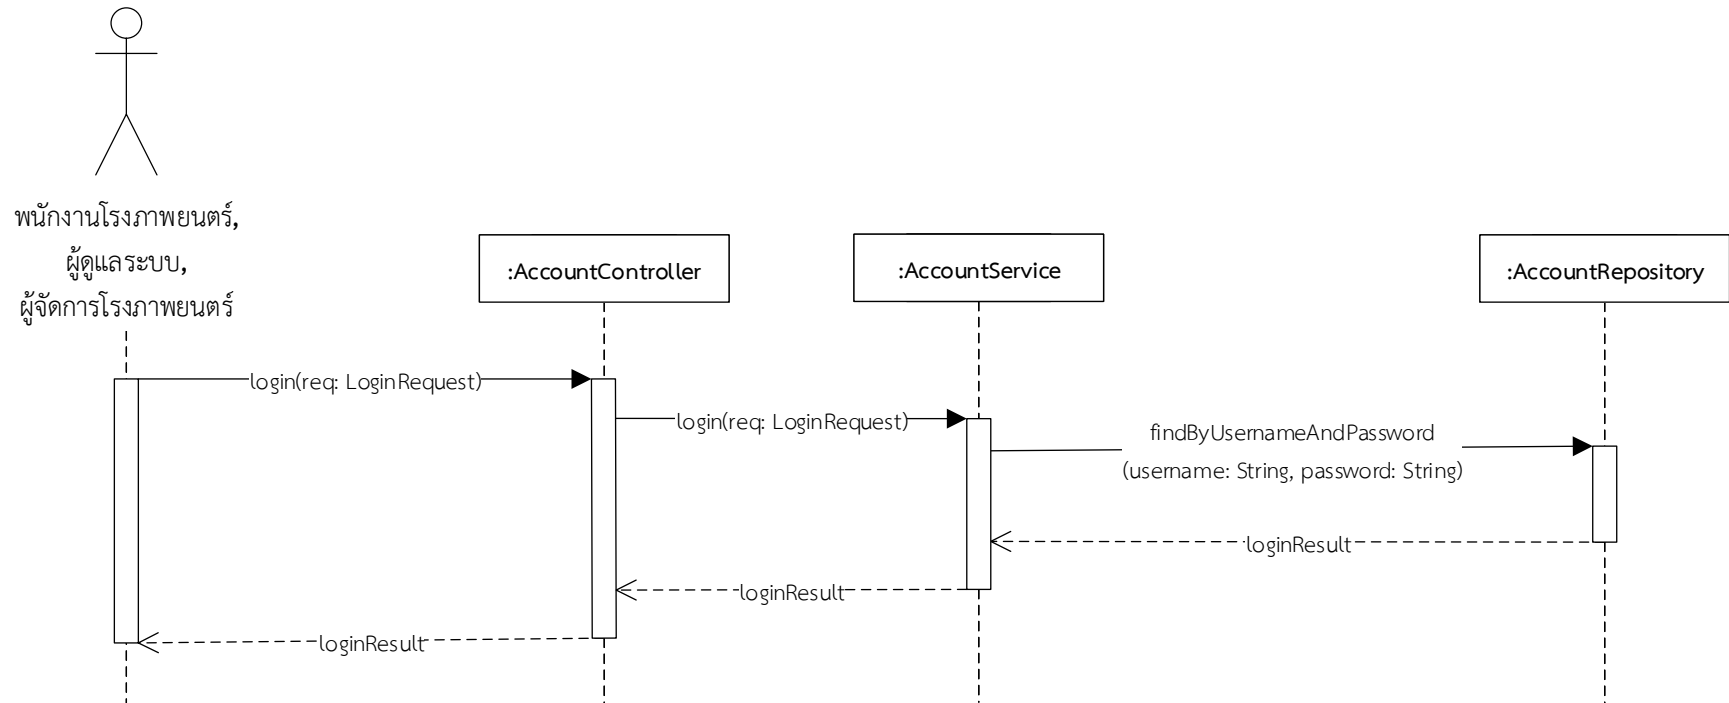 พนักงานโรงภาพยนตร์,
ผู้ดูแลระบบ,
ผู้จัดการโรงภาพยนตร์
:AccountController
:AccountService
:AccountRepository
login(req: LoginRequest)
login(req: LoginRequest)
findByUsernameAndPassword
(username: String, password: String)
loginResult
loginResult
loginResult